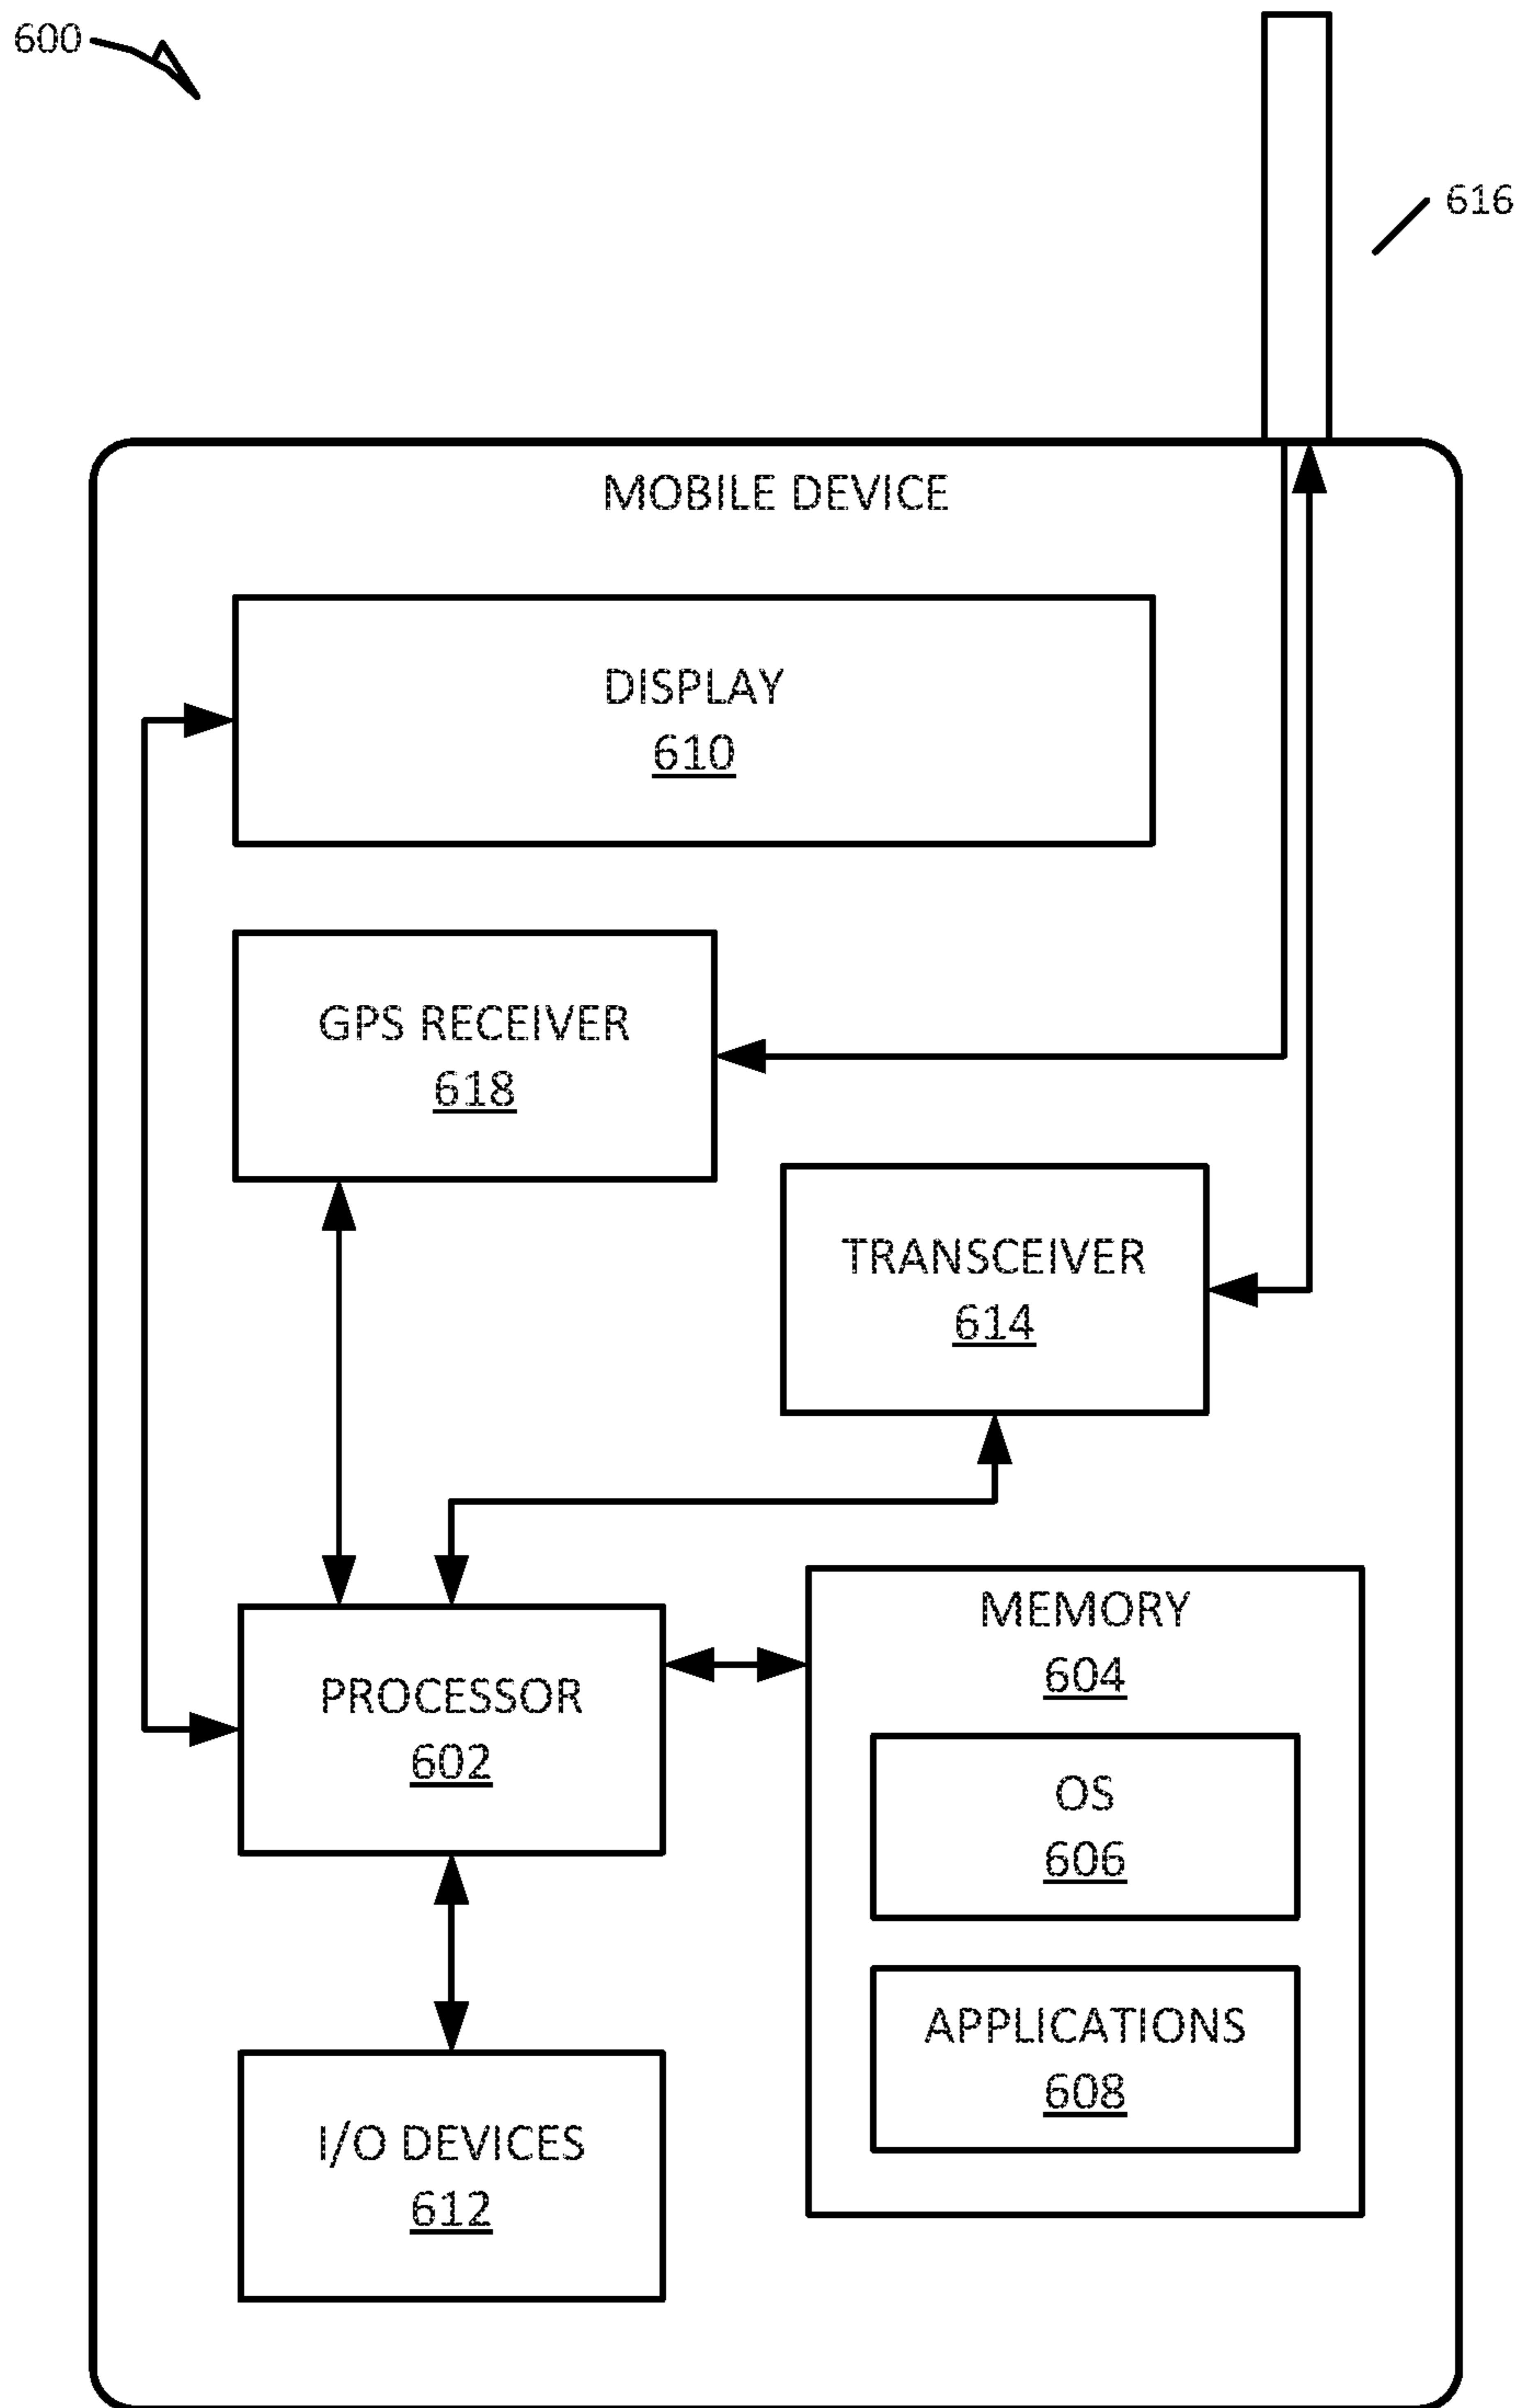 600
616
MOBILE DEVICE
DISPLAY
610
GPS RECEIVER
618
TRANSCEIVER
614
PROCESSOR
602
MEMORY
604
OS
606
APPLICATIONS
608
I/O DEVICES
612